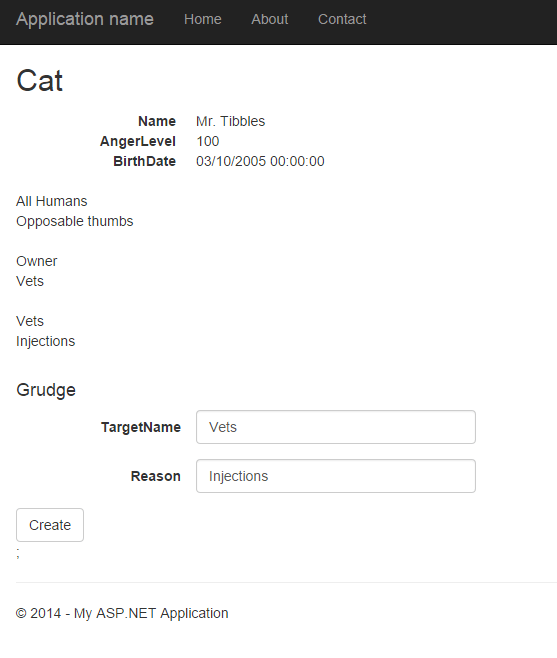 Application name Home About Contact
Cat
Name Mr. Tibbles
AngerLevel 100
BirthDate 03/10/2005 00:00:00
All Humans
Opposable thumbs
Owner
Vets
Vets
Injections
Grudge
TargetName Vets
Reason Injections
Create
;
© 2014 - My ASP.NET Application